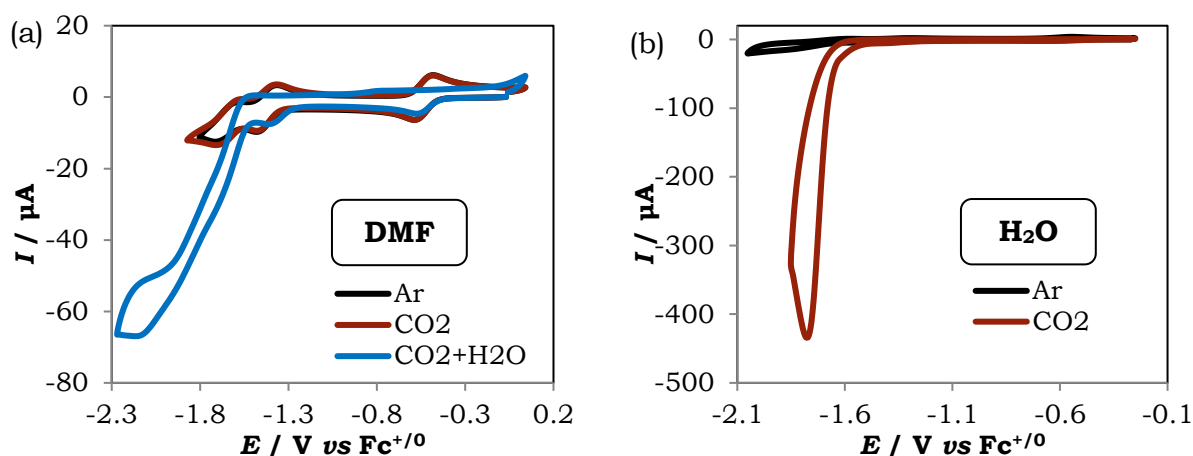 (a)
20
0
-20
-40
-60
-80
I / µA
DMF
Ar
CO2
CO2+H2O
-2.3 -1.8 -1.3 -0.8 -0.3 0.2
E / V vs Fc⁺/⁰
(b)
0
-100
-200
-300
-400
-500
I / µA
H₂O
Ar
CO2
-2.1 -1.6 -1.1 -0.6 -0.1
E / V vs Fc⁺/⁰